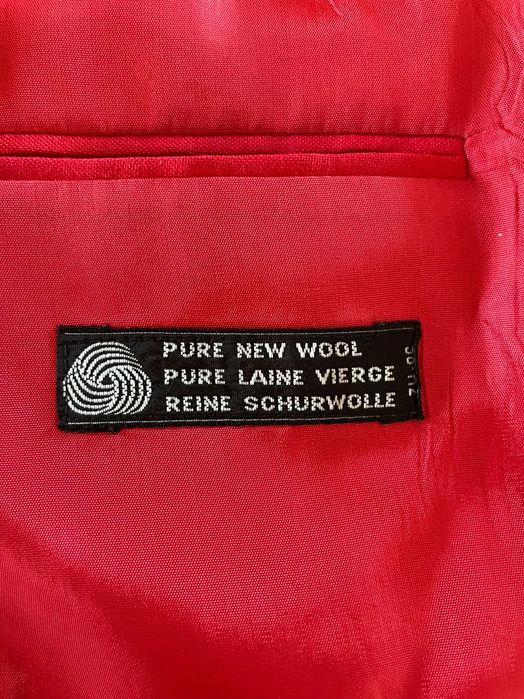 PURE NEW WOOL
PURE LAINE VIERGE
REINE SCHURWOLLE